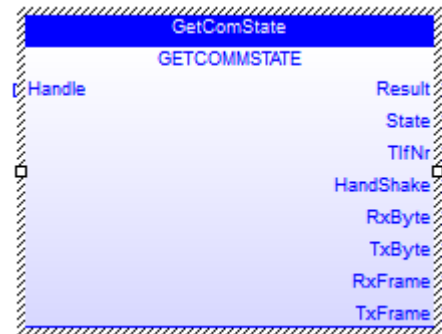 GetComState
GETCOMMSTATE
Handle Result
State
TlfNr
HandShake
RxByte
TxByte
RxFrame
TxFrame